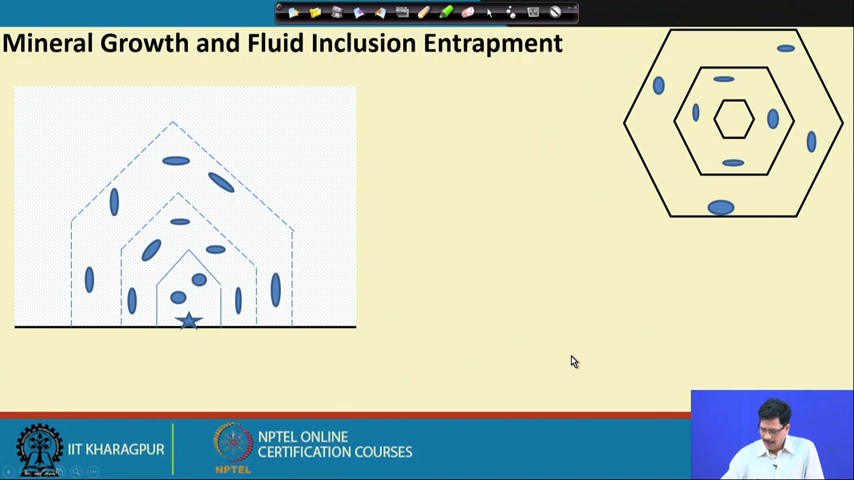 Mineral Growth and Fluid Inclusion Entrapment
IIT KHARAGPUR
NPTEL
NPTEL ONLINE
CERTIFICATION COURSES